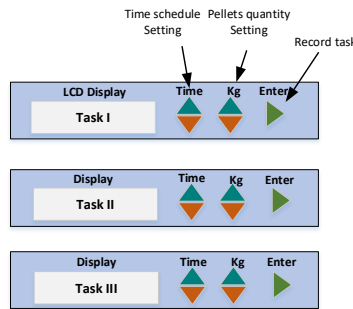 Time schedule Setting
Pellets quantity Setting
Record task
LCD Display Time Kg Enter
Task I
Display Time Kg Enter
Task II
Display Time Kg Enter
Task III